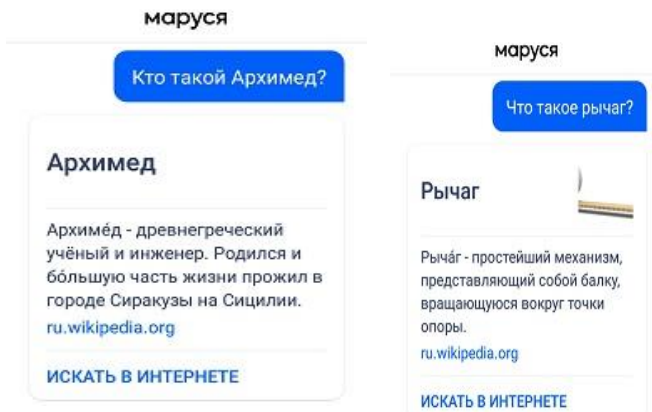 маруся
Кто такой Архимед?
Архимед
Архиме́д - древнегреческий
учёный и инженер. Родился и
бо́льшую часть жизни прожил в
городе Сиракузы на Сицилии.
ru.wikipedia.org
ИСКАТЬ В ИНТЕРНЕТЕ
маруся
Что такое рычаг?
Рычаг
Рыча́г - простейший механизм,
представляющий собой балку,
вращающуюся вокруг точки
опоры.
ru.wikipedia.org
ИСКАТЬ В ИНТЕРНЕТЕ